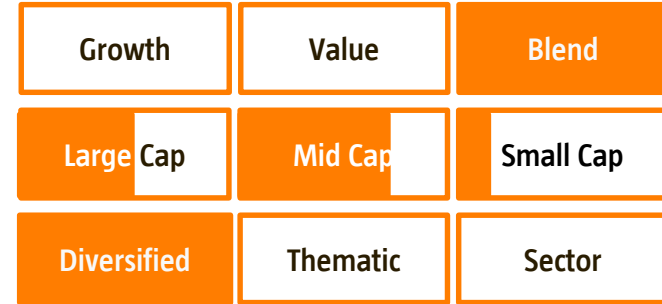 Growth Value Blend
Large Cap Mid Cap Small Cap
Diversified Thematic Sector